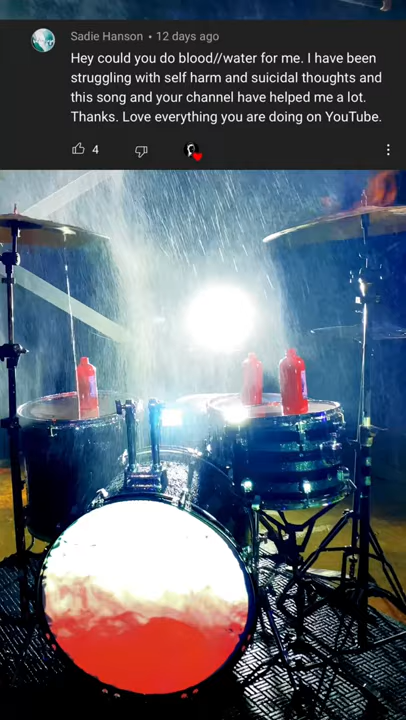 Sadie Hanson • 12 days ago
Hey could you do blood//water for me. I have been
struggling with self harm and suicidal thoughts and
this song and your channel have helped me a lot.
Thanks. Love everything you are doing on YouTube.
4